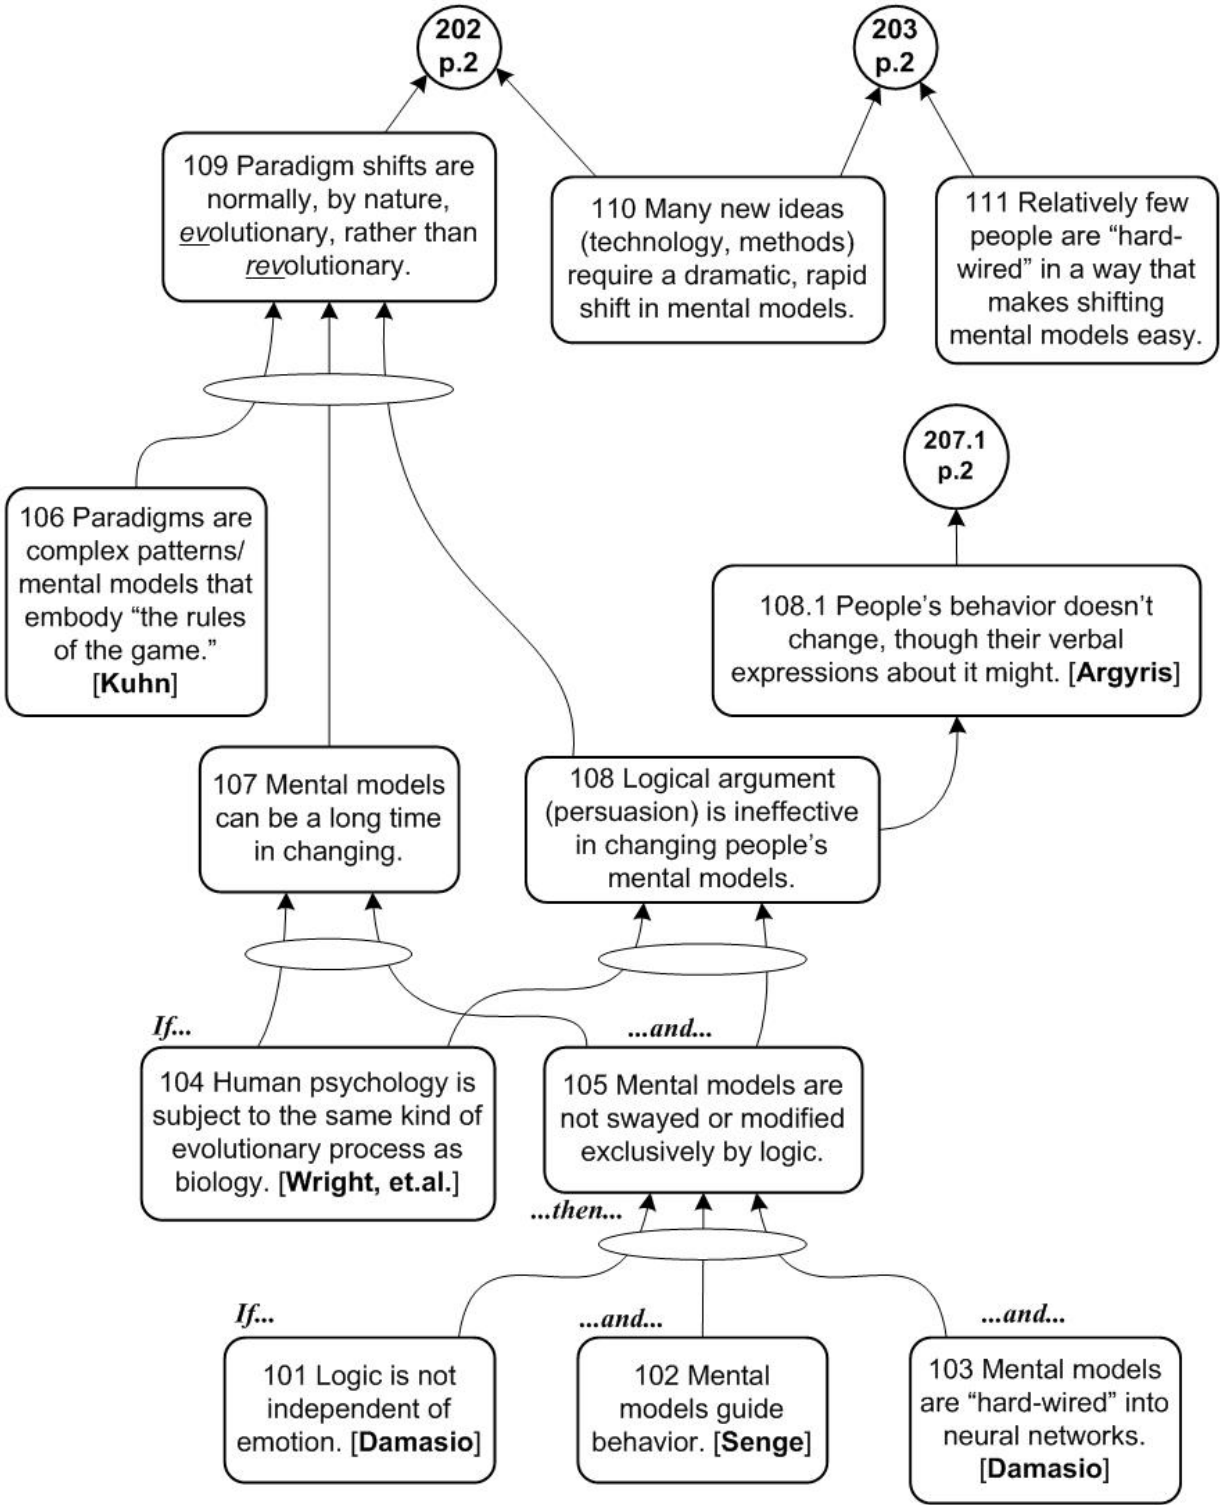 202
p.2
203
p.2
109 Paradigm shifts are
normally, by nature,
evolutionary, rather than
revolutionary.
110 Many new ideas
(technology, methods)
require a dramatic, rapid
shift in mental models.
111 Relatively few
people are “hard-
wired” in a way that
makes shifting
mental models easy.
207.1
p.2
106 Paradigms are
complex patterns/
mental models that
embody “the rules
of the game.”
[Kuhn]
108.1 People’s behavior doesn’t
change, though their verbal
expressions about it might. [Argyris]
107 Mental models
can be a long time
in changing.
108 Logical argument
(persuasion) is ineffective
in changing people’s
mental models.
If...
...and...
104 Human psychology is
subject to the same kind of
evolutionary process as
biology. [Wright, et.al.]
105 Mental models are
not swayed or modified
exclusively by logic.
...then...
If...
...and...
...and...
101 Logic is not
independent of
emotion. [Damasio]
102 Mental
models guide
behavior. [Senge]
103 Mental models
are “hard-wired” into
neural networks.
[Damasio]